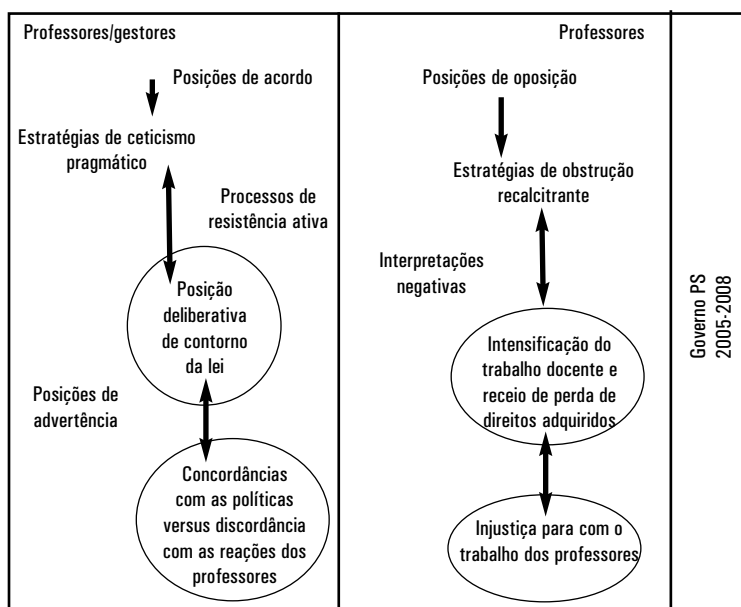 Professores/gestores
Posições de acordo
Estratégias de ceticismo
pragmático
Processos de
resistência ativa
Posição
deliberativa
de contorno
da lei
Posições de
advertência
Concordâncias
com as políticas
versus discordância
com as reações dos
professores
Professores
Posições de oposição
Estratégias de obstrução
recalcitrante
Interpretações
negativas
Intensificação do
trabalho docente e
receio de perda de
direitos adquiridos
Injustiça para com o
trabalho dos professores
Governo PS
2005-2008